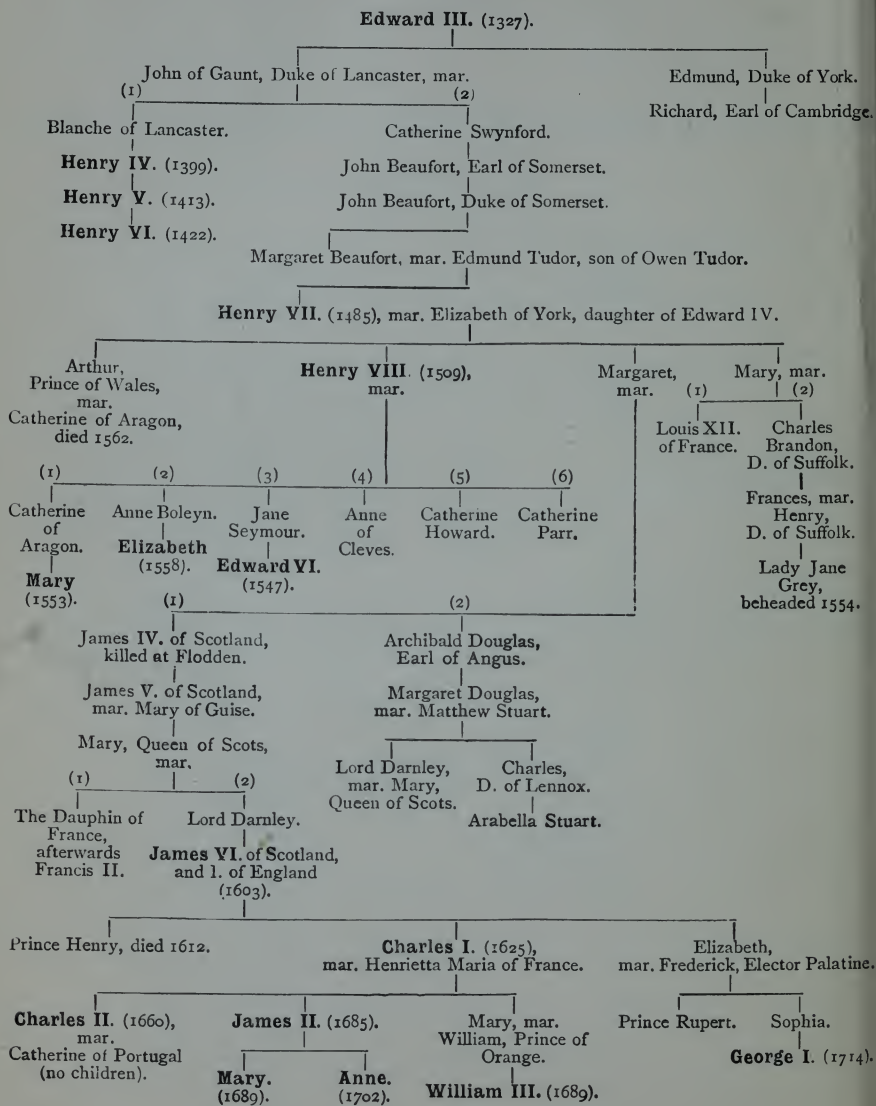 Edward III. (1327).
John of Gaunt, Duke of Lancaster, mar.
Edmund, Duke of York.
(1) (2)
Richard, Earl of Cambridge.
Blanche of Lancaster.
Catherine Swynford.
Henry IV. (1399).
John Beaufort, Earl of Somerset.
Henry V. (1413).
John Beaufort, Duke of Somerset.
Henry VI. (1422).
Margaret Beaufort, mar. Edmund Tudor, son of Owen Tudor.
Henry VII. (1485), mar. Elizabeth of York, daughter of Edward IV.
Arthur,
Prince of Wales,
mar.
Catherine of Aragon,
died 1562.
Henry VIII. (1509),
mar.
Margaret,
mar.
Mary, mar.
(1) (2)
Louis XII.
of France.
Charles
Brandon,
D. of Suffolk.
Frances, mar.
Henry,
D. of Suffolk.
Lady Jane
Grey,
beheaded 1554.
(1) (2) (3) (4) (5) (6)
Catherine
of
Aragon.
Mary
(1553).
Anne Boleyn.
Elizabeth
(1558).
Jane
Seymour.
Edward VI.
(1547).
Anne
of
Cleves.
Catherine
Howard.
Catherine
Parr.
(1) (2)
James IV. of Scotland,
killed at Flodden.
James V. of Scotland,
mar. Mary of Guise.
Mary, Queen of Scots,
mar.
Archibald Douglas,
Earl of Angus.
Margaret Douglas,
mar. Matthew Stuart.
Lord Darnley,
mar. Mary,
Queen of Scots.
Charles,
D. of Lennox.
Arabella Stuart.
(1) (2)
The Dauphin of
France,
afterwards
Francis II.
Lord Darnley.
James VI. of Scotland,
and I. of England
(1603).
Prince Henry, died 1612.
Charles I. (1625),
mar. Henrietta Maria of France.
Elizabeth,
mar. Frederick, Elector Palatine.
Charles II. (1660),
mar.
Catherine of Portugal
(no children).
James II. (1685).
Mary.
(1689).
Anne.
(1702).
Mary, mar.
William, Prince of
Orange.
William III. (1689).
Prince Rupert.
Sophia.
George I. (1714).